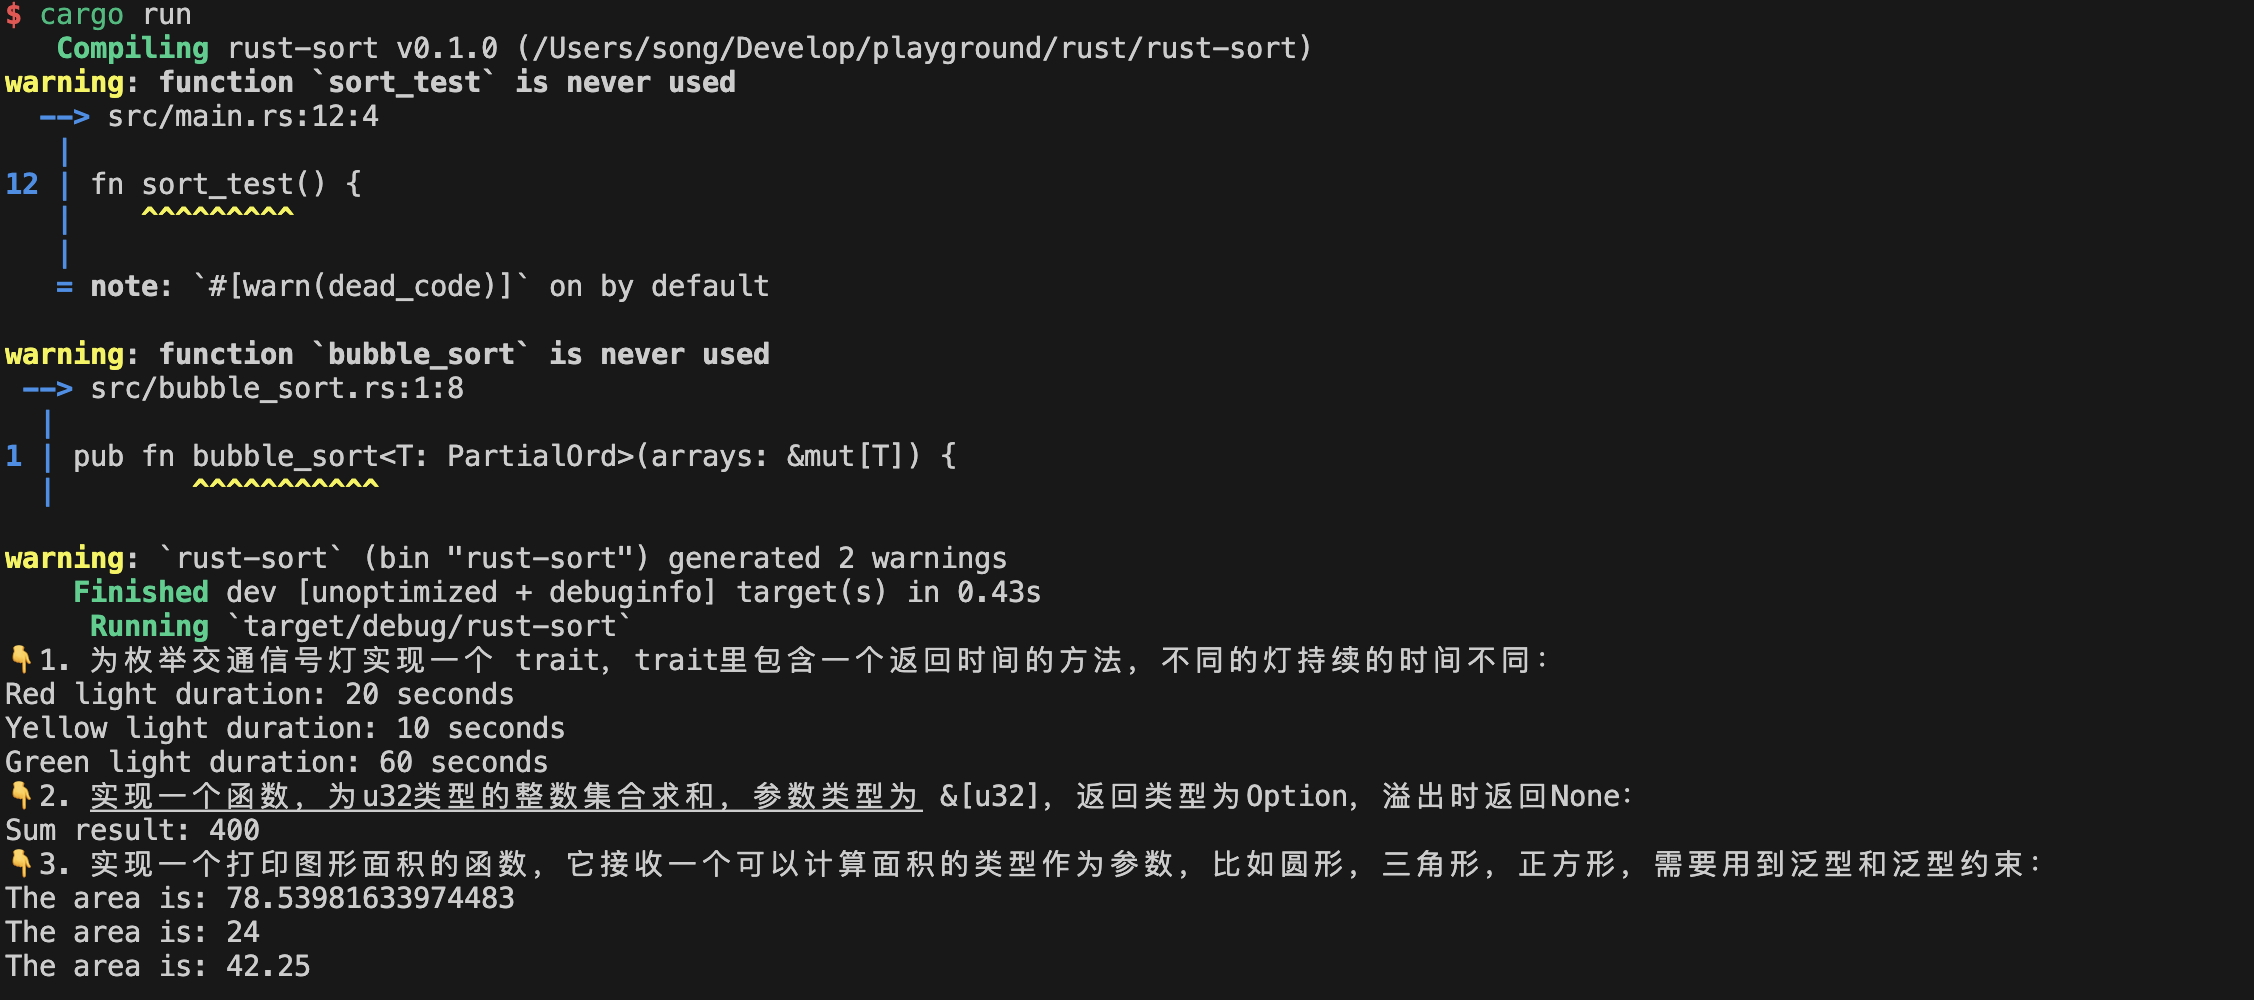 $ cargo run
   Compiling rust-sort v0.1.0 (/Users/song/Develop/playground/rust/rust-sort)
warning: function `sort_test` is never used
  --> src/main.rs:12:4
   |
12 | fn sort_test() {
   |    ^^^^^^^^^
   |
   = note: `#[warn(dead_code)]` on by default

warning: function `bubble_sort` is never used
 --> src/bubble_sort.rs:1:8
  |
1 | pub fn bubble_sort<T: PartialOrd>(arrays: &mut[T]) {
  |        ^^^^^^^^^^^

warning: `rust-sort` (bin "rust-sort") generated 2 warnings
    Finished dev [unoptimized + debuginfo] target(s) in 0.43s
     Running `target/debug/rust-sort`
👇1. 为枚举交通信号灯实现一个 trait，trait里包含一个返回时间的方法，不同的灯持续的时间不同：
Red light duration: 20 seconds
Yellow light duration: 10 seconds
Green light duration: 60 seconds
👇2. 实现一个函数，为u32类型的整数集合求和，参数类型为 &[u32]，返回类型为Option，溢出时返回None：
Sum result: 400
👇3. 实现一个打印图形面积的函数，它接收一个可以计算面积的类型作为参数，比如圆形，三角形，正方形，需要用到泛型和泛型约束：
The area is: 78.53981633974483
The area is: 24
The area is: 42.25